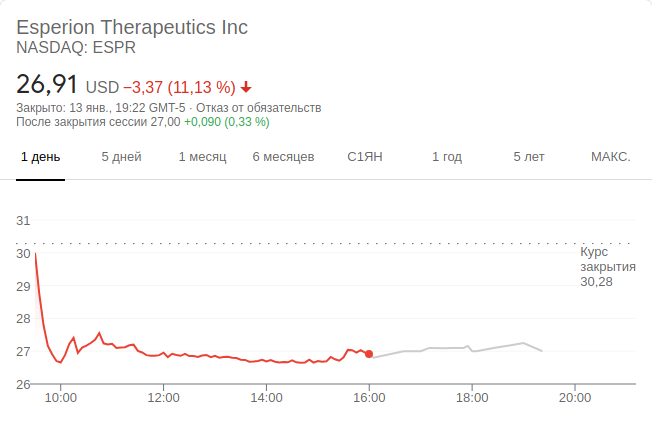 Esperion Therapeutics Inc
NASDAQ: ESPR
26,91 USD −3,37 (11,13 %)
Закрыто: 13 янв., 19:22 GMT-5 · Отказ от обязательств
После закрытия сессии 27,00 +0,090 (0,33 %)
1 день 5 дней 1 месяц 6 месяцев С1ЯН 1 год 5 лет МАКС.
31
30
29
28
27
26
Курс
закрытия
30,28
10:00 12:00 14:00 16:00 18:00 20:00